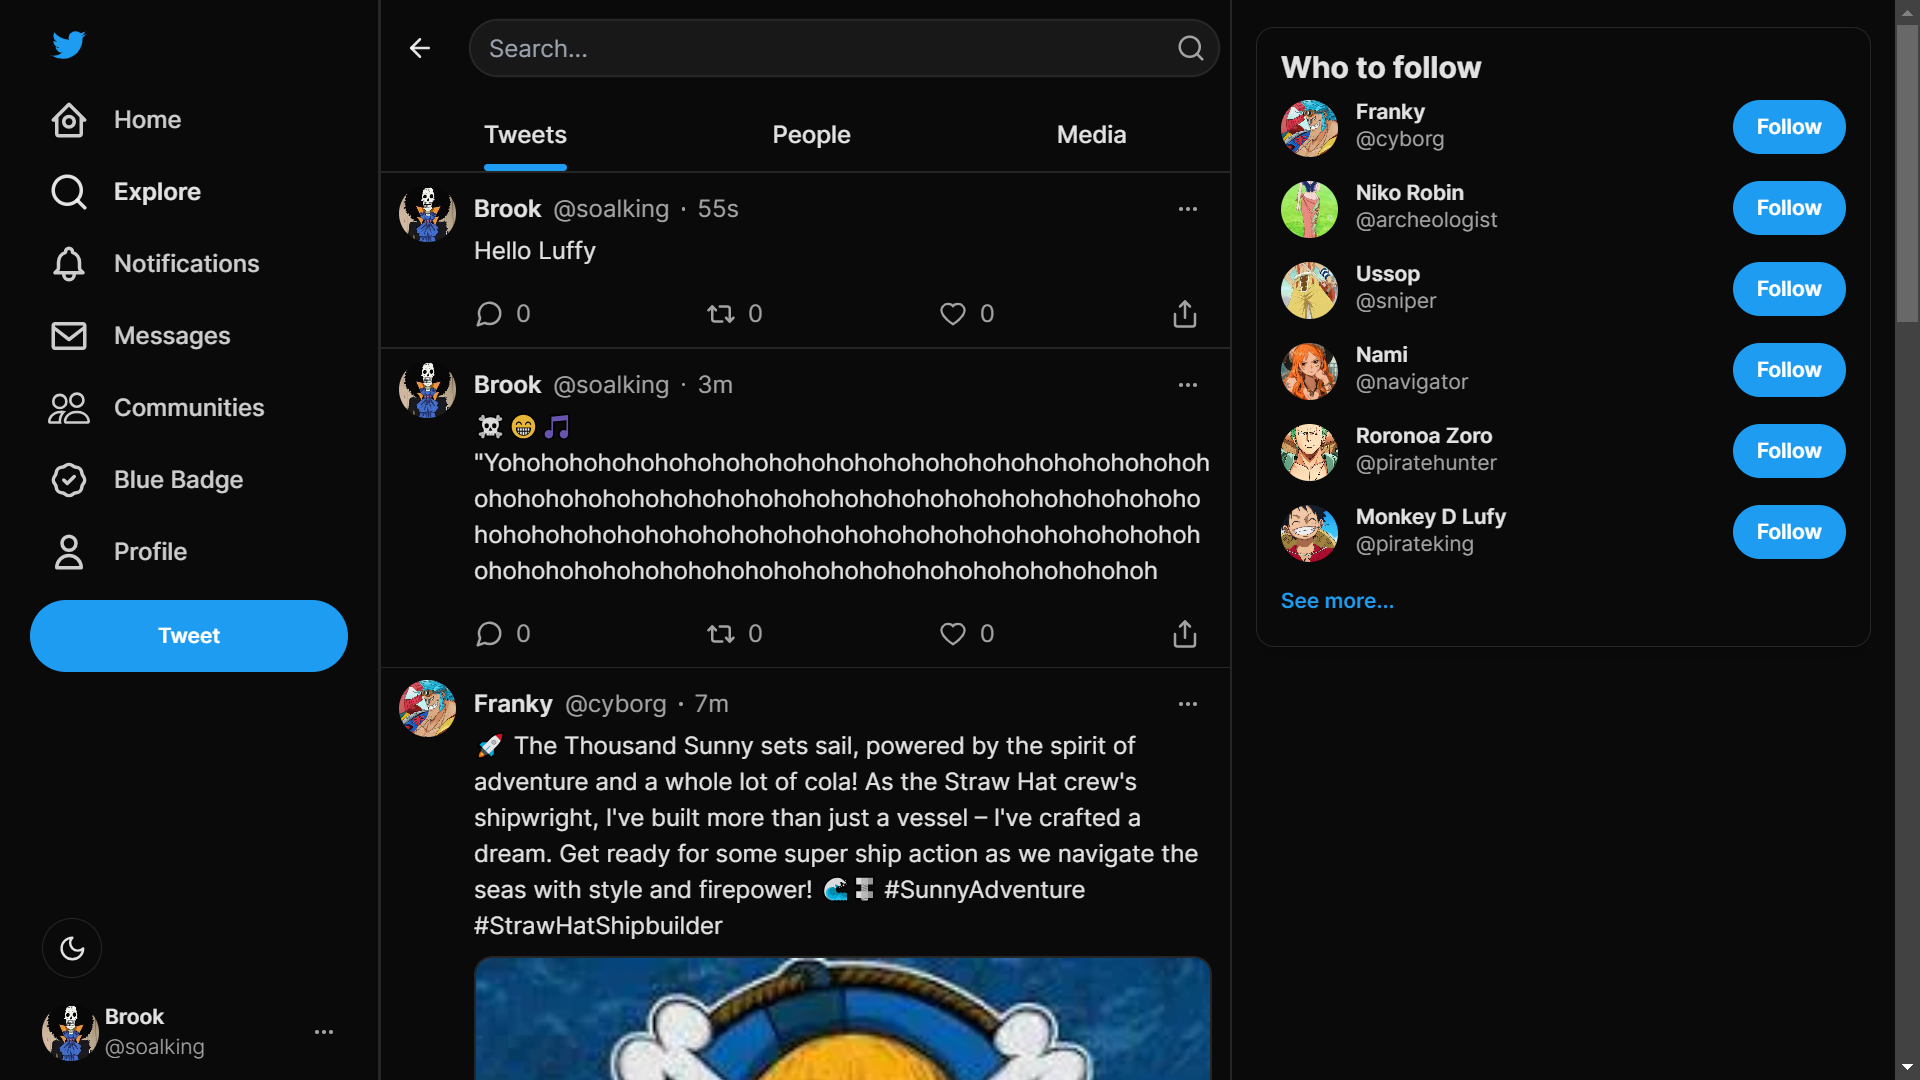 Home
Explore
Notifications
Messages
Communities
Blue Badge
Profile
Tweet
Brook
@soalking
Search...
Tweets
People
Media
Brook @soalking · 55s
Hello Luffy
0
0
0
Brook @soalking · 3m
☠️😁🎵
"Yohohohohohohohohohohohohohohohohohohohohohohohohoh
ohohohohohohohohohohohohohohohohohohohohohohohohoho
hohohohohohohohohohohohohohohohohohohohohohohohohoh
ohohohohohohohohohohohohohohohohohohohohohohohoh
0
0
0
Franky @cyborg · 7m
🚀 The Thousand Sunny sets sail, powered by the spirit of
adventure and a whole lot of cola! As the Straw Hat crew's
shipwright, I've built more than just a vessel – I've crafted a
dream. Get ready for some super ship action as we navigate the
seas with style and firepower! 🌊🔩 #SunnyAdventure
#StrawHatShipbuilder
Who to follow
Franky
@cyborg
Follow
Niko Robin
@archeologist
Follow
Ussop
@sniper
Follow
Nami
@navigator
Follow
Roronoa Zoro
@piratehunter
Follow
Monkey D Lufy
@pirateking
Follow
See more...